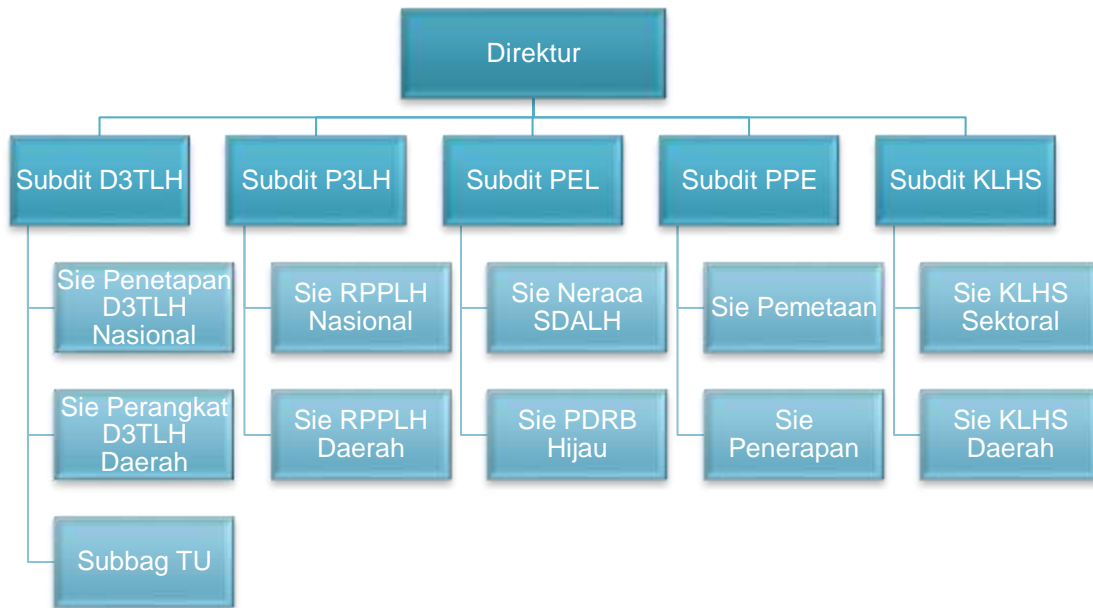 Direktur
Subdit D3TLH
Subdit P3LH
Subdit PEL
Subdit PPE
Subdit KLHS
Sie Penetapan
D3TLH
Nasional
Sie RPPLH
Nasional
Sie Neraca
SDALH
Sie Pemetaan
Sie KLHS
Sektoral
Sie Perangkat
D3TLH
Daerah
Sie RPPLH
Daerah
Sie PDRB
Hijau
Sie
Penerapan
Sie KLHS
Daerah
Subbag TU